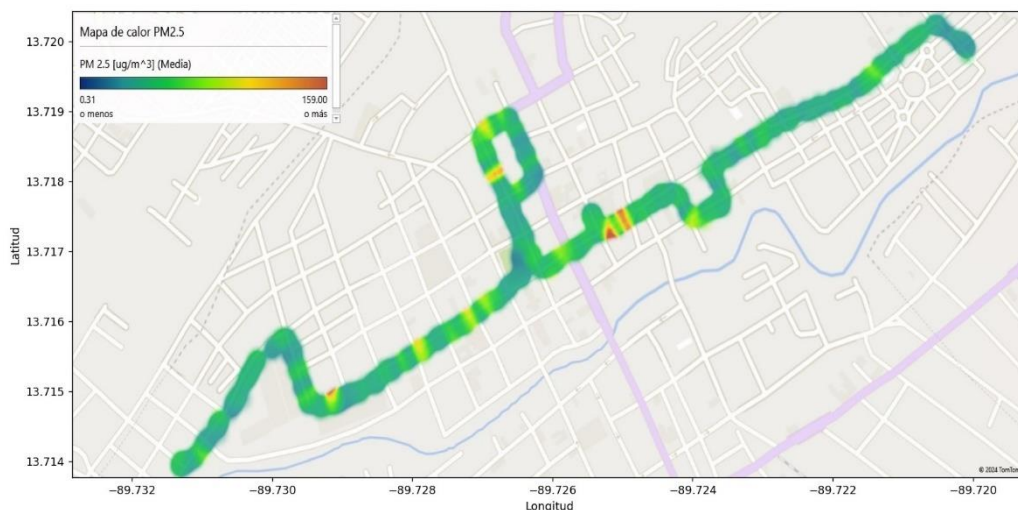 Mapa de calor PM2.5
PM 2.5 [ug/m^3] (Media)
0.31
159.00
o menos
o más
13.720
13.719
13.718
13.717
13.716
13.715
13.714
Latitud
−89.732
−89.730
−89.728
−89.726
−89.724
−89.722
−89.720
Longitud
© 2024 TomTom